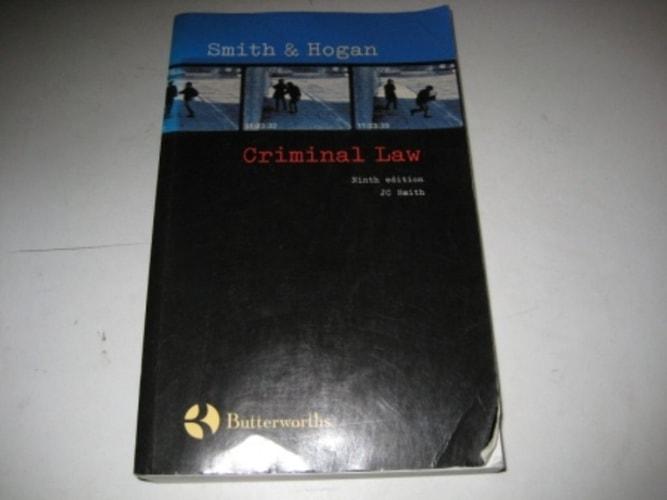 Smith & Hogan
Criminal Law
Ninth edition
JC Smith
Butterworths